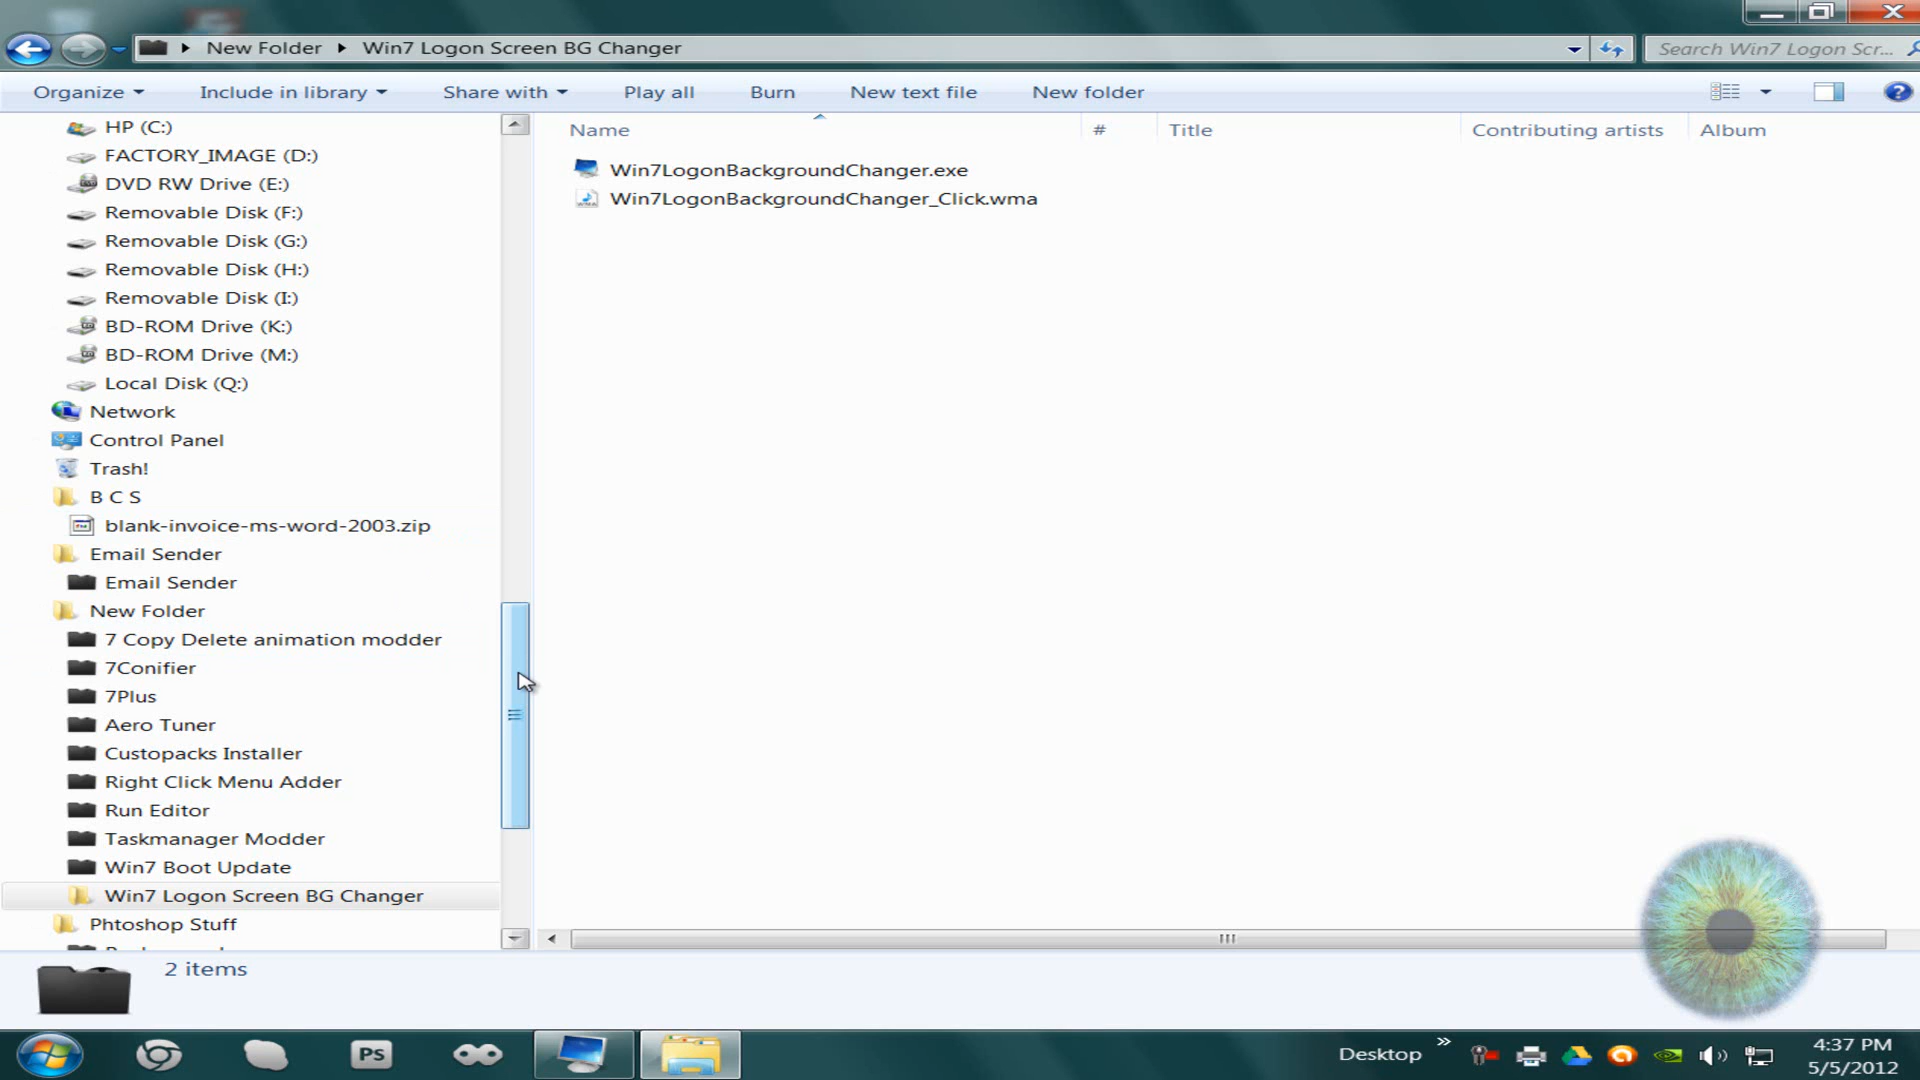 New Folder Win7 Logon Screen BG Changer
Search Win7 Logon Scr...
Organize Include in library Share with Play all Burn New text file New folder
HP (C:)
FACTORY_IMAGE (D:)
DVD RW Drive (E:)
Removable Disk (F:)
Removable Disk (G:)
Removable Disk (H:)
Removable Disk (I:)
BD-ROM Drive (K:)
BD-ROM Drive (M:)
Local Disk (Q:)
Network
Control Panel
Trash!
B C S
blank-invoice-ms-word-2003.zip
Email Sender
Email Sender
New Folder
7 Copy Delete animation modder
7Conifier
7Plus
Aero Tuner
Custopacks Installer
Right Click Menu Adder
Run Editor
Taskmanager Modder
Win7 Boot Update
Win7 Logon Screen BG Changer
Phtoshop Stuff
Name # Title Contributing artists Album
Win7LogonBackgroundChanger.exe
Win7LogonBackgroundChanger_Click.wma
2 items
PS
Desktop
4:37 PM
5/5/2012